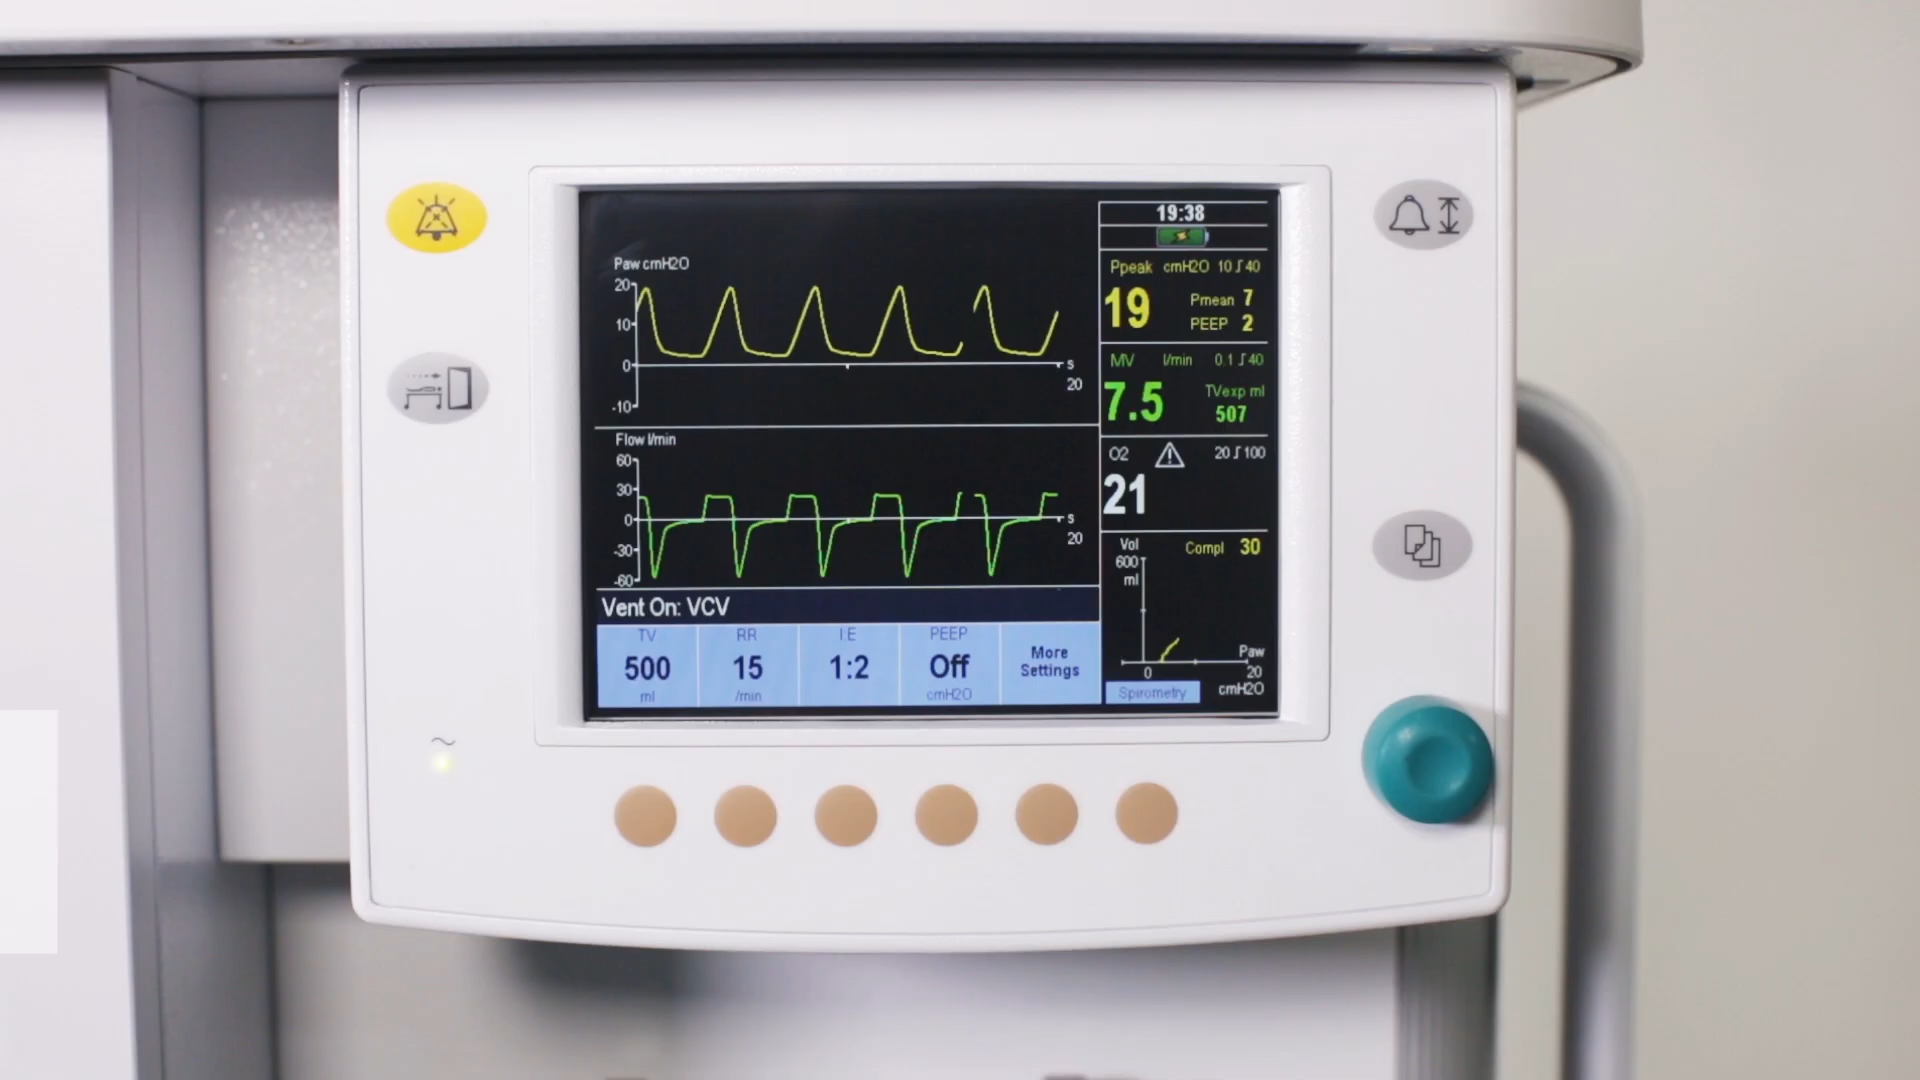 19:38
Paw cmH2O
20
10
0
-10
s
20
Ppeak cmH2O 10 40
19
Pmean 7
PEEP 2
MV l/min 0.1 40
7.5
TVexp ml
507
Flow l/min
60
30
0
-30
-60
s
20
O2 20 100
21
Vol
600
ml
Compl 30
0
Paw
20
cmH2O
Spirometry
Vent On: VCV
TV
500
ml
RR
15
/min
I:E
1:2
PEEP
Off
cmH2O
More
Settings